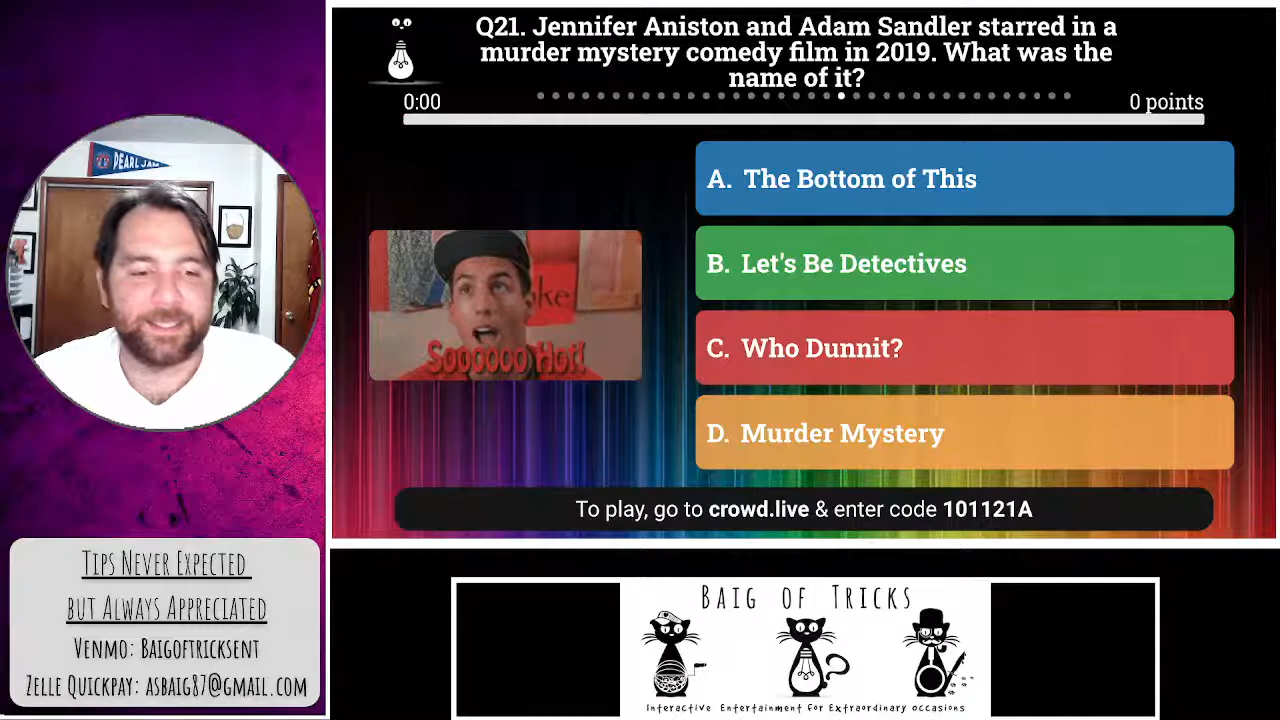 Q21. Jennifer Aniston and Adam Sandler starred in a
murder mystery comedy film in 2019. What was the
name of it?
0:00
0 points
PEARL JAM
A. The Bottom of This
B. Let's Be Detectives
C. Who Dunnit?
D. Murder Mystery
Soooooo Hot!
To play, go to crowd.live & enter code 101121A
Tips Never Expected
but Always Appreciated
Venmo: Baigoftricksent
Zelle Quickpay: asbaig87@gmail.com
Baig of Tricks
Interactive Entertainment for Extraordinary Occasions